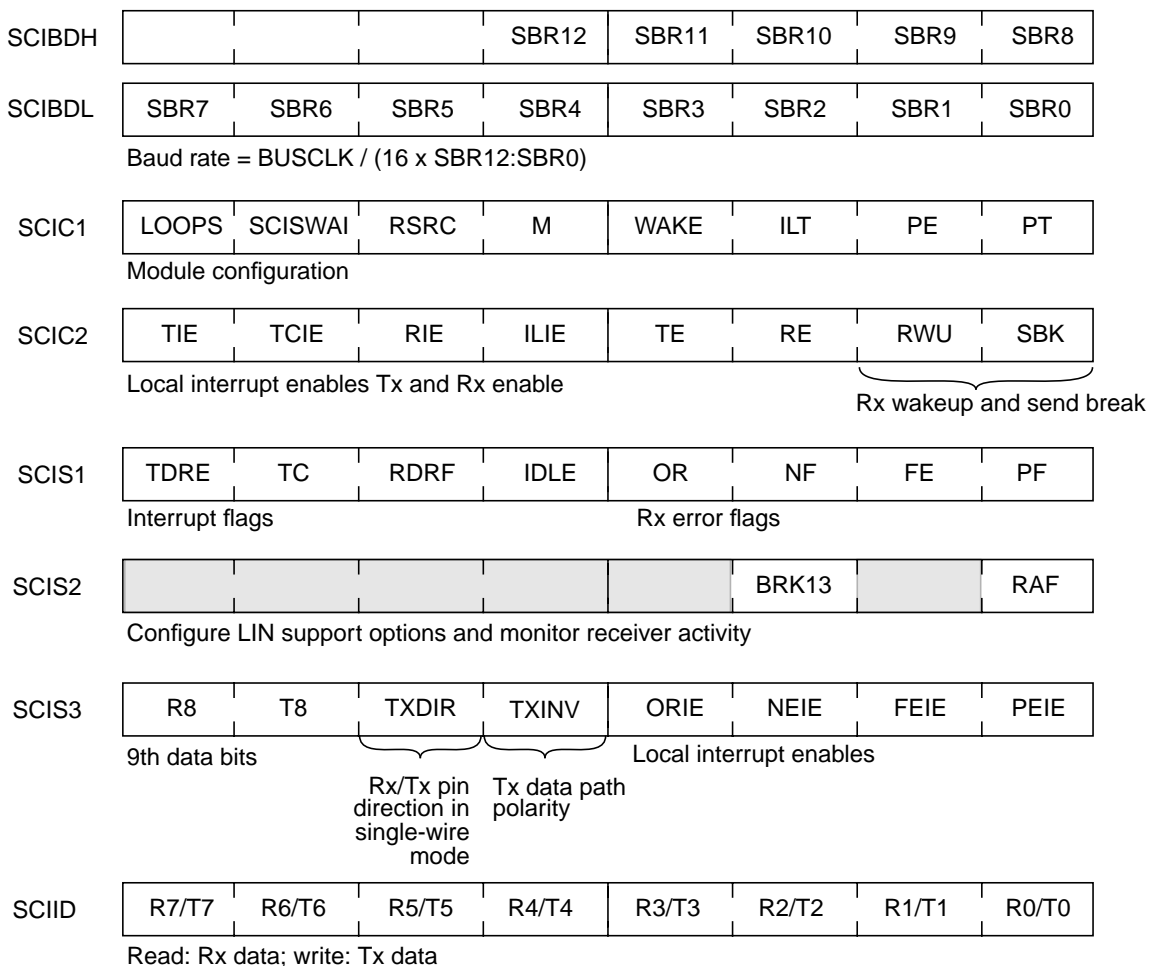 SCIBDH SBR12 SBR11 SBR10 SBR9 SBR8
SCIBDL SBR7 SBR6 SBR5 SBR4 SBR3 SBR2 SBR1 SBR0
Baud rate = BUSCLK / (16 x SBR12:SBR0)
SCIC1 LOOPS SCISWAI RSRC M WAKE ILT PE PT
Module configuration
SCIC2 TIE TCIE RIE ILIE TE RE RWU SBK
Local interrupt enables Tx and Rx enable
Rx wakeup and send break
SCIS1 TDRE TC RDRF IDLE OR NF FE PF
Interrupt flags Rx error flags
SCIS2 BRK13 RAF
Configure LIN support options and monitor receiver activity
SCIS3 R8 T8 TXDIR TXINV ORIE NEIE FEIE PEIE
9th data bits
Local interrupt enables
Rx/Tx pin
direction in
single-wire
mode
Tx data path
polarity
SCIID R7/T7 R6/T6 R5/T5 R4/T4 R3/T3 R2/T2 R1/T1 R0/T0
Read: Rx data; write: Tx data